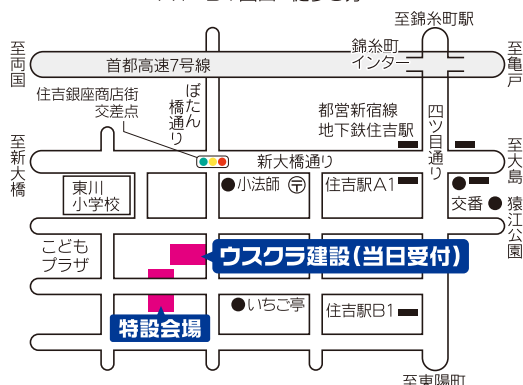 至錦糸町駅
至両国
首都高速7号線
錦糸町
インター
至亀戸
住吉銀座商店街
交差点
ぼたん
橋通り
都営新宿線
地下鉄住吉駅
四ツ目通り
至新大橋
新大橋通り
至大島
東川
小学校
小法師
〒
住吉駅A1
交番
猿江公園
こども
プラザ
ウスクラ建設(当日受付)
いちご亭
住吉駅B1
特設会場
至東陽町